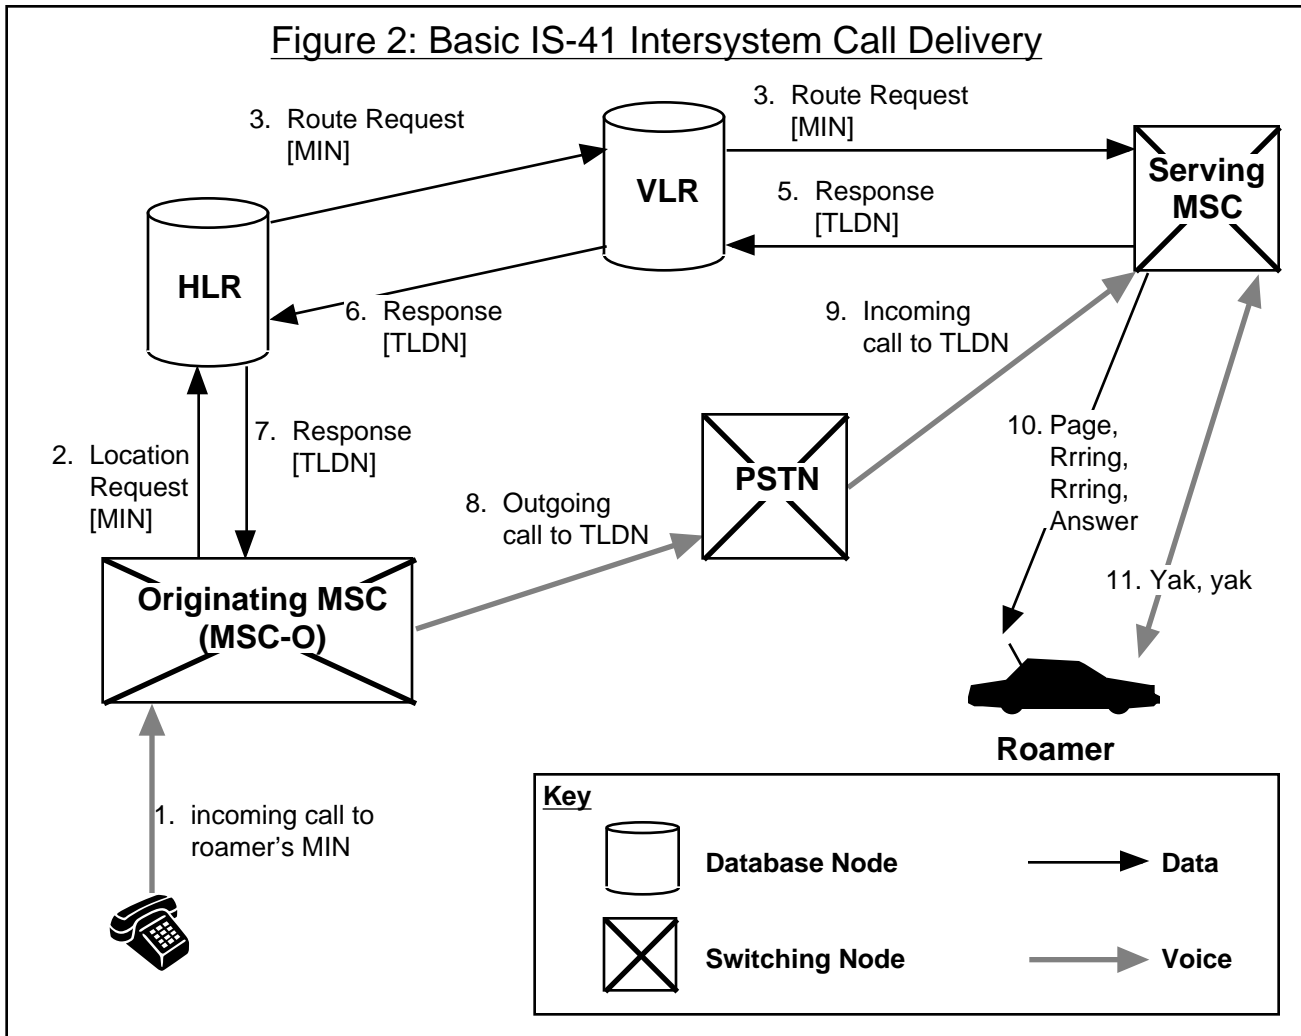 Figure 2: Basic IS-41 Intersystem Call Delivery
3. Route Request
[MIN]
3. Route Request
[MIN]
VLR
Serving
MSC
5. Response
[TLDN]
HLR
6. Response
[TLDN]
9. Incoming
call to TLDN
2. Location
Request
[MIN]
7. Response
[TLDN]
8. Outgoing
call to TLDN
PSTN
10. Page,
Rrring,
Rrring,
Answer
11. Yak, yak
Originating MSC
(MSC-O)
Roamer
1. incoming call to
roamer's MIN
Key
Database Node
Data
Switching Node
Voice